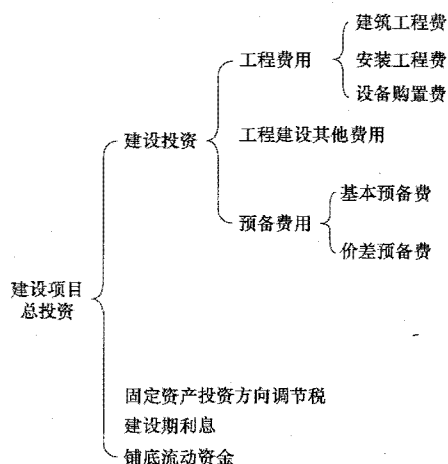 建筑工程费
工程费用
安装工程费
设备购置费
建设投资
工程建设其他费用
基本预备费
预备费用
价差预备费
建设项目
总投资
固定资产投资方向调节税
建设期利息
铺底流动资金